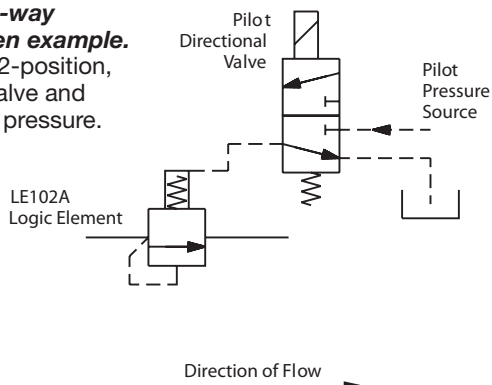 -way
en example.
2-position,
alve and
pressure.
Pilot
Directional
Valve
Pilot
Pressure
Source
LE102A
Logic Element
Direction of Flow